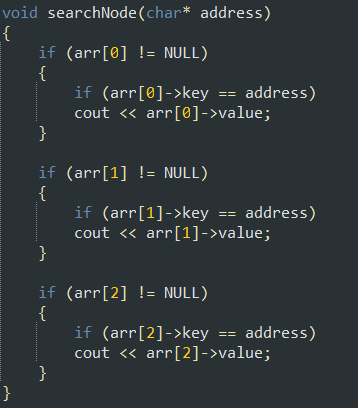 void searchNode(char* address)
{
    if (arr[0] != NULL)
    {
        if (arr[0]->key == address)
        cout << arr[0]->value;
    }

    if (arr[1] != NULL)
    {
        if (arr[1]->key == address)
        cout << arr[1]->value;
    }

    if (arr[2] != NULL)
    {
        if (arr[2]->key == address)
        cout << arr[2]->value;
    }
}